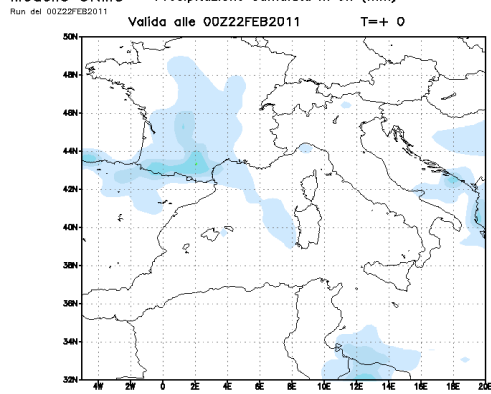 Run del 00Z22FEB2011
Valida alle 00Z22FEB2011 T=+ 0
50N
48N
46N
44N
42N
40N
38N
36N
34N
32N
4W 2W 0 2E 4E 6E 8E 10E 12E 14E 16E 18E 20E